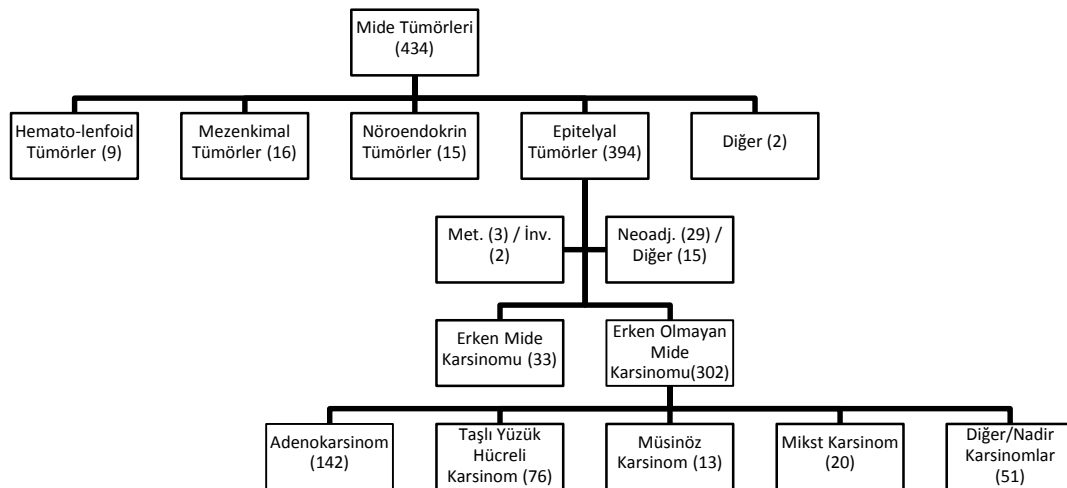 Mide Tümörleri
(434)
Hemato-lenfoid
Tümörler (9)
Mezenkimal
Tümörler (16)
Nöroendokrin
Tümörler (15)
Epitelyal
Tümörler (394)
Diğer (2)
Met. (3) / İnv.
(2)
Neoadj. (29) /
Diğer (15)
Erken Mide
Karsinomu (33)
Erken Olmayan
Mide
Karsinomu(302)
Adenokarsinom
(142)
Taşlı Yüzük
Hücreli
Karsinom (76)
Müsinöz
Karsinom (13)
Mikst Karsinom
(20)
Diğer/Nadir
Karsinomlar
(51)